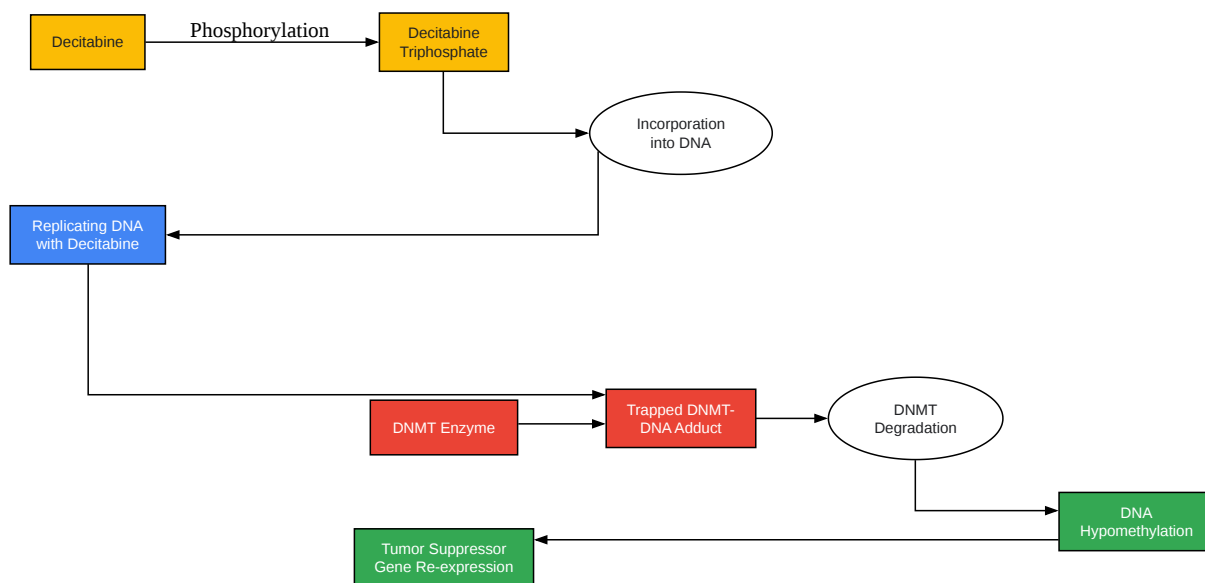 Decitabine
Phosphorylation
Decitabine
Triphosphate
Incorporation
into DNA
Replicating DNA
with Decitabine
DNMT Enzyme
Trapped DNMT-
DNA Adduct
DNMT
Degradation
DNA
Hypomethylation
Tumor Suppressor
Gene Re-expression